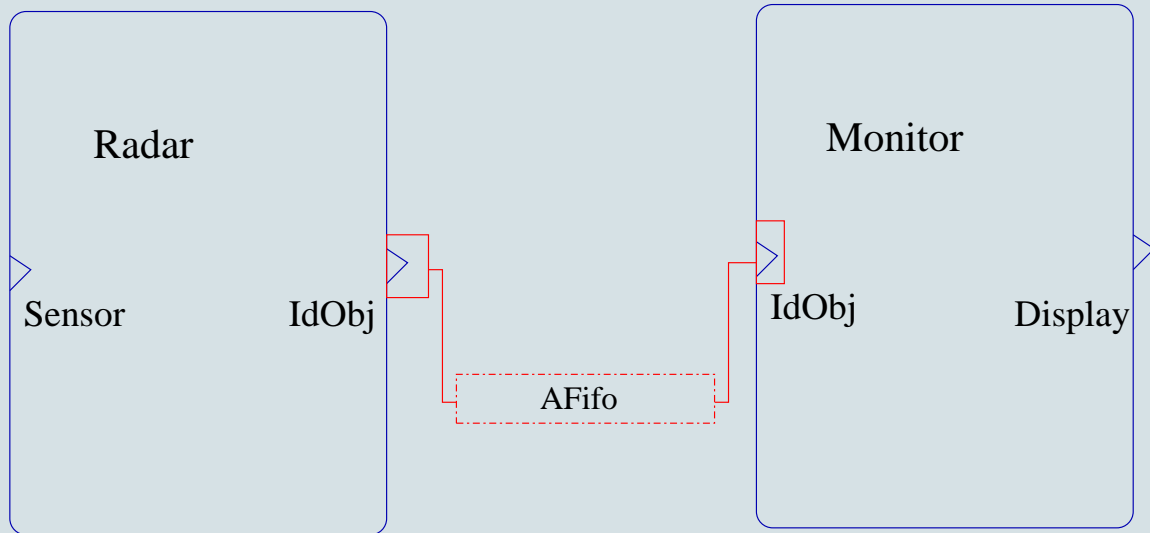 Radar
Monitor
Sensor
IdObj
IdObj
Display
AFifo